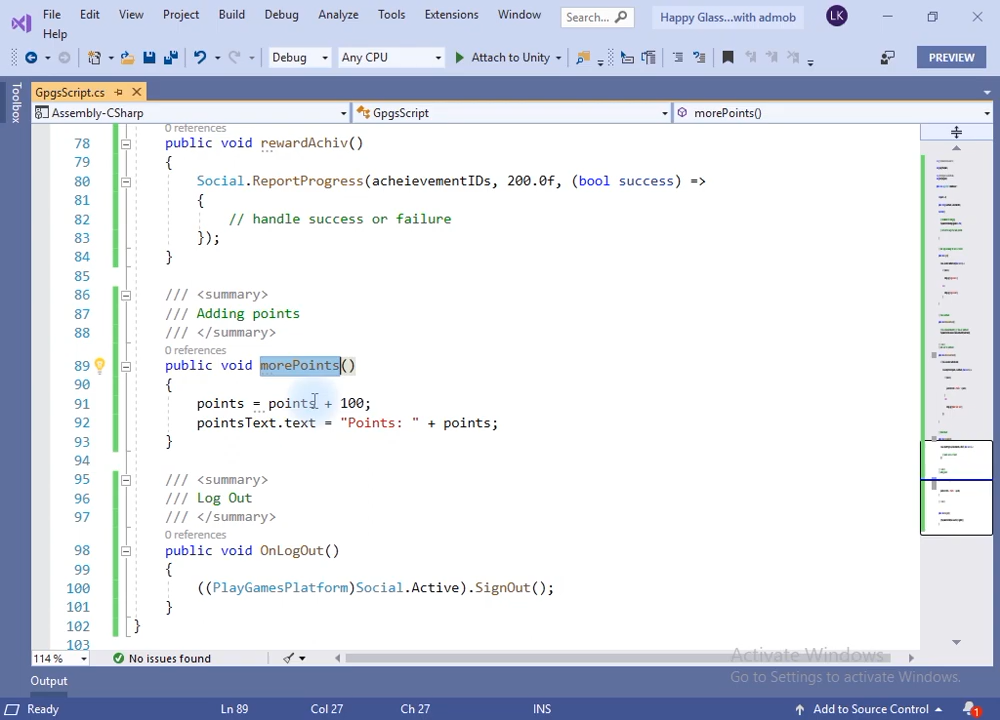 File Edit View Project Build Debug Analyze Tools Extensions Window Search... Happy Glass...with admob LK
Help
Debug Any CPU Attach to Unity PREVIEW
Toolbox
GpgsScript.cs
Assembly-CSharp GpgsScript morePoints()
0 references
78 public void rewardAchiv()
79 {
80 Social.ReportProgress(acheievementIDs, 200.0f, (bool success) =>
81 {
82 // handle success or failure
83 });
84 }
85
86 /// <summary>
87 /// Adding points
88 /// </summary>
0 references
89 public void morePoints()
90 {
91 points = points + 100;
92 pointsText.text = "Points: " + points;
93 }
94
95 /// <summary>
96 /// Log Out
97 /// </summary>
0 references
98 public void OnLogOut()
99 {
100 ((PlayGamesPlatform)Social.Active).SignOut();
101 }
102 }
103
114 % No issues found
Activate Windows
Go to Settings to activate Windows.
Output
Ready Ln 89 Col 27 Ch 27 INS Add to Source Control 1